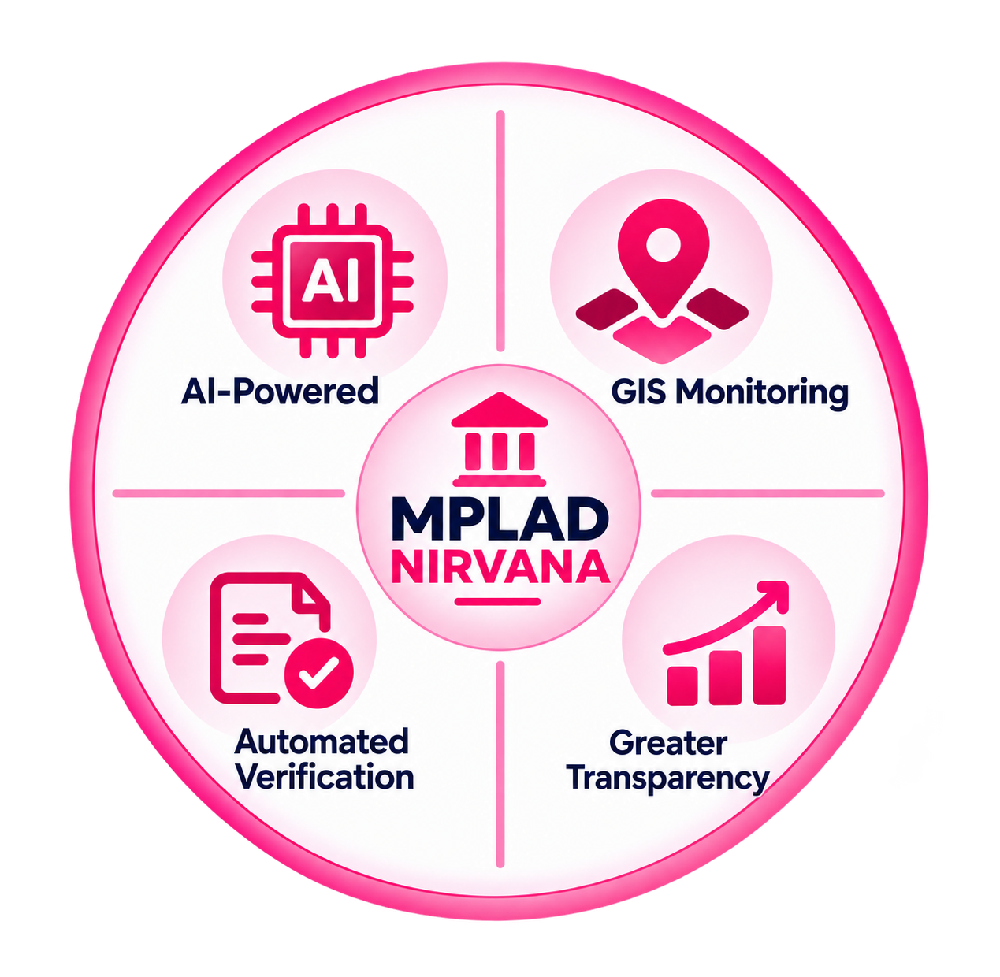 AI
AI-Powered
GIS Monitoring
MPLAD
NIRVANA
Automated
Verification
Greater
Transparency